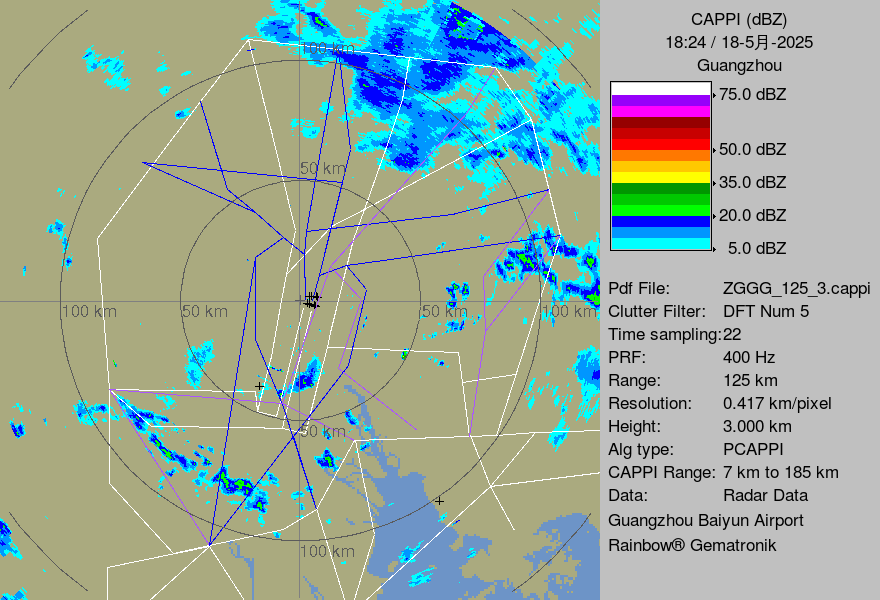 CAPPI (dBZ)
18:24 / 18-5月-2025
Guangzhou
75.0 dBZ
50.0 dBZ
35.0 dBZ
20.0 dBZ
5.0 dBZ
Pdf File: ZGGG_125_3.cappi
Clutter Filter: DFT Num 5
Time sampling:22
PRF: 400 Hz
Range: 125 km
Resolution: 0.417 km/pixel
Height: 3.000 km
Alg type: PCAPPI
CAPPI Range: 7 km to 185 km
Data: Radar Data
Guangzhou Baiyun Airport
Rainbow® Gematronik
100 km
50 km
100 km
50 km
50 km
100 km
50 km
100 km